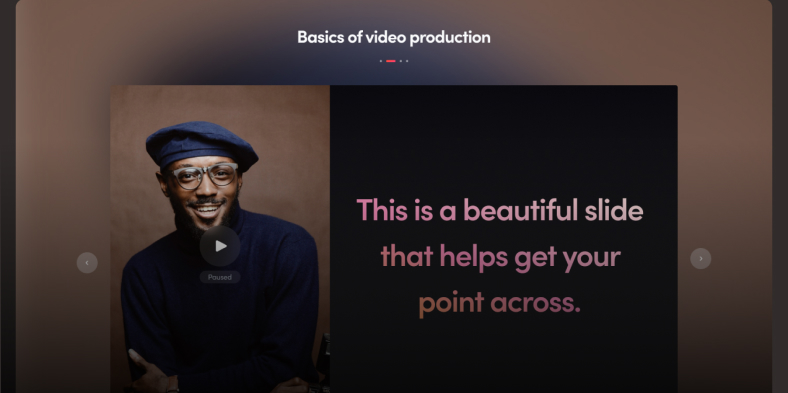 Basics of video production
This is a beautiful slide
that helps get your
point across.
Paused